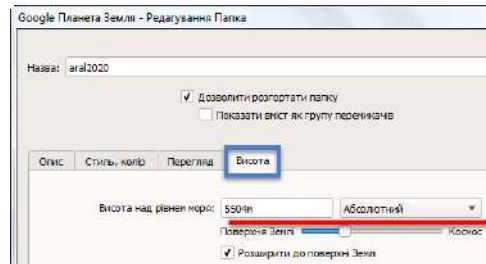 Google Планета Земля - Редагування Папка
Назва: aral2020
Дозволити розгортати папку
Показати вміст як групу перемикачів
Опис Стиль, колір Перегляд Висота
Висота над рівнем моря: 5504м Абсолютний
Поверхня Землі Космос
Розширити до поверхні Землі